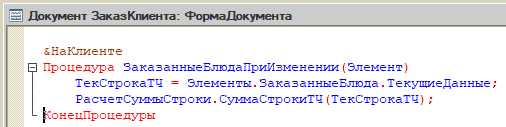 Документ ЗаказКлиента: ФормаДокумента
&НаКлиенте
Процедура ЗаказанныеБлюдаПриИзменении(Элемент)
ТекСтрокаТЧ = Элементы.ЗаказанныеБлюда.ТекущиеДанные;
РасчетСуммыСтроки.СуммаСтрокиТЧ(ТекСтрокаТЧ);
КонецПроцедуры